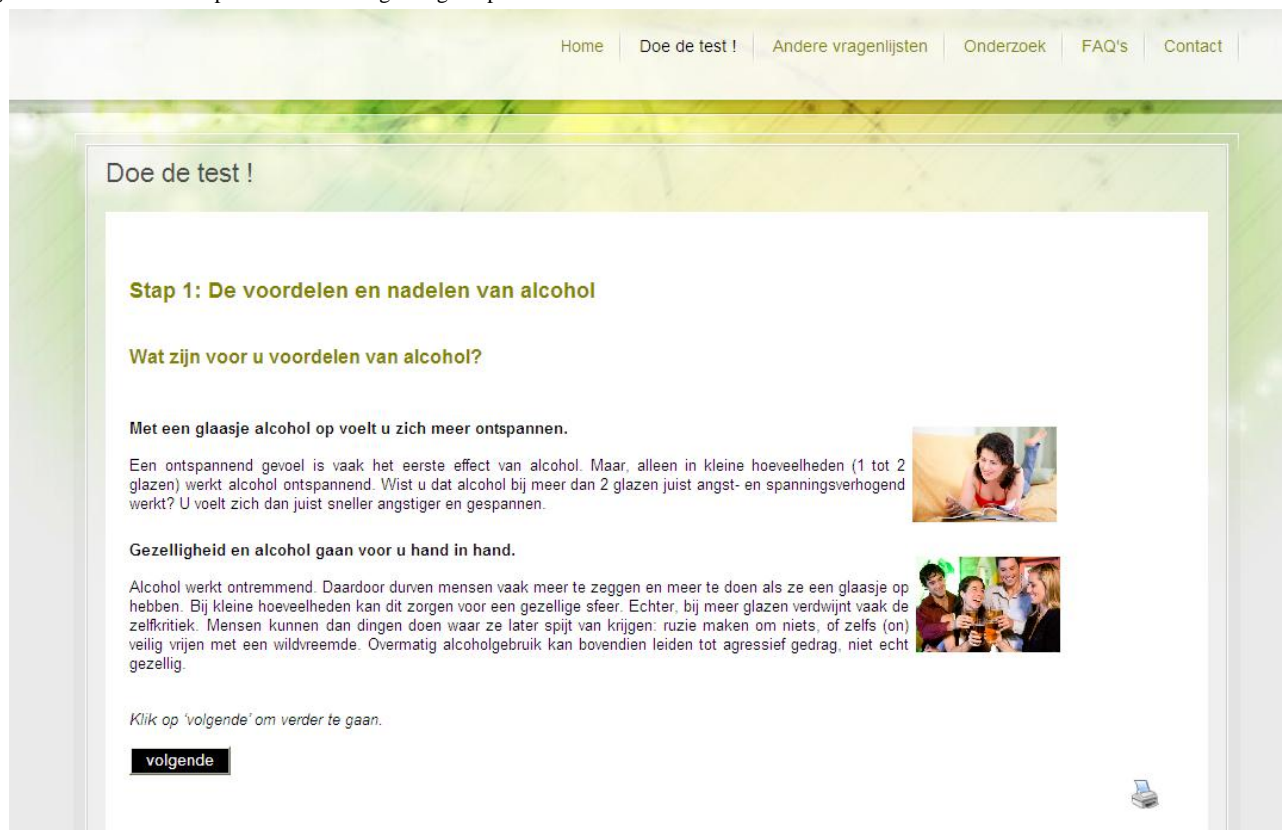 Home Doe de test ! Andere vragenlijsten Onderzoek FAQ's Contact
Doe de test !
Stap 1: De voordelen en nadelen van alcohol
Wat zijn voor u voordelen van alcohol?
Met een glaasje alcohol op voelt u zich meer ontspannen.
Een ontspannend gevoel is vaak het eerste effect van alcohol. Maar, alleen in kleine hoeveelheden (1 tot 2
glazen) werkt alcohol ontspannend. Wist u dat alcohol bij meer dan 2 glazen juist angst- en spanningsverhogend
werkt? U voelt zich dan juist sneller angstiger en gespannen.
Gezelligheid en alcohol gaan voor u hand in hand.
Alcohol werkt ontremmend. Daardoor durven mensen vaak meer te zeggen en meer te doen als ze een glaasje op
hebben. Bij kleine hoeveelheden kan dit zorgen voor een gezellige sfeer. Echter, bij meer glazen verdwijnt vaak de
zelfkritiek. Mensen kunnen dan dingen doen waar ze later spijt van krijgen: ruzie maken om niets, of zelfs (on)
veilig vrijen met een wildvreemde. Overmatig alcoholgebruik kan bovendien leiden tot agressief gedrag, niet echt
gezellig.
Klik op 'volgende' om verder te gaan.
volgende